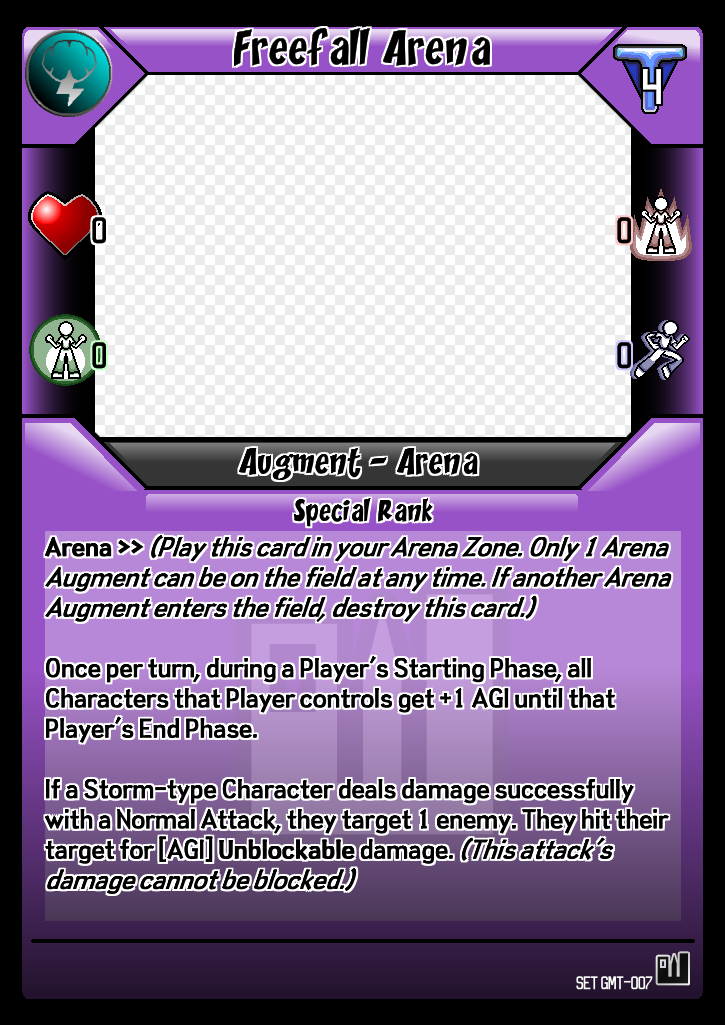 Freefall Arena
4
0
0
0
0
Augment - Arena
Special Rank
Arena >> (Play this card in your Arena Zone. Only 1 Arena
Augment can be on the field at any time. If another Arena
Augment enters the field, destroy this card.)
Once per turn, during a Player's Starting Phase, all
Characters that Player controls get +1 AGI until that
Player's End Phase.
If a Storm-type Character deals damage successfully
with a Normal Attack, they target 1 enemy. They hit their
target for [AGI] Unblockable damage. (This attack's
damage cannot be blocked.)
SET GMT-007